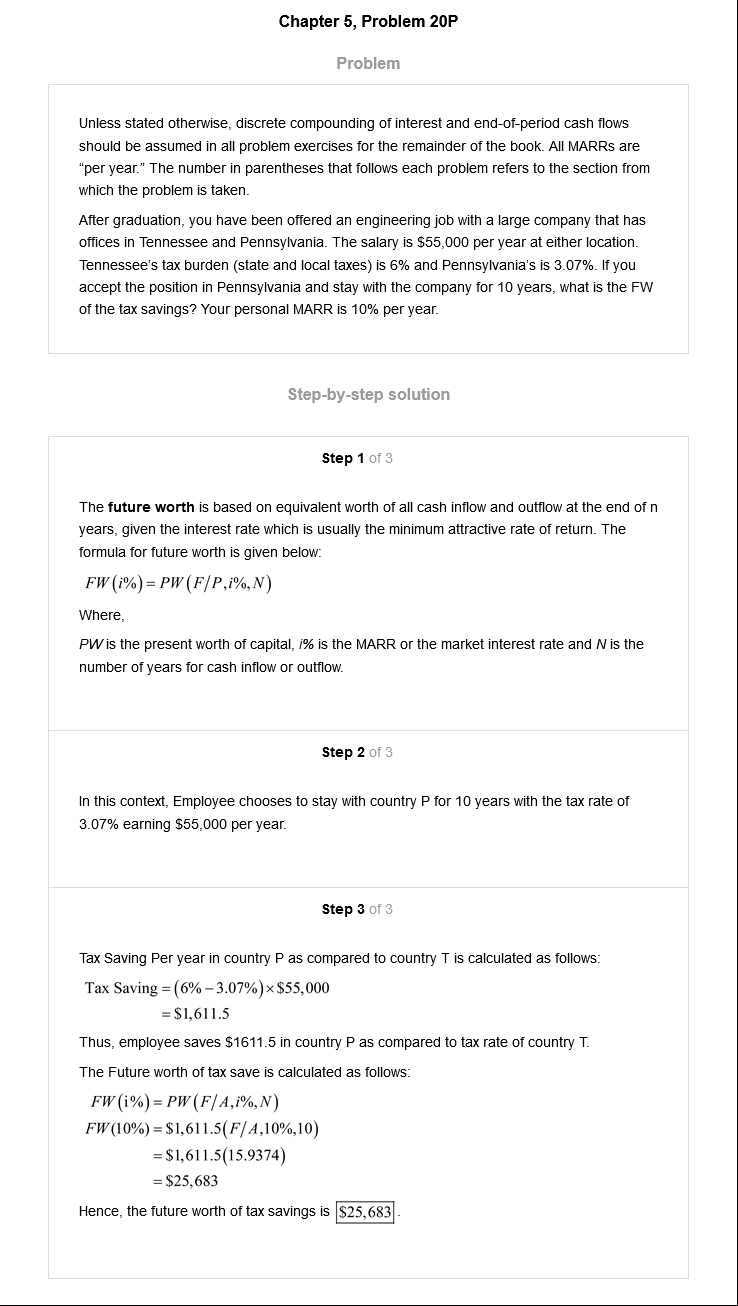 Chapter 5, Problem 20P
Problem
Unless stated otherwise, discrete compounding of interest and end-of-period cash flows
should be assumed in all problem exercises for the remainder of the book. All MARRs are
“per year.” The number in parentheses that follows each problem refers to the section from
which the problem is taken.
After graduation, you have been offered an engineering job with a large company that has
offices in Tennessee and Pennsylvania. The salary is $55,000 per year at either location.
Tennessee’s tax burden (state and local taxes) is 6% and Pennsylvania’s is 3.07%. If you
accept the position in Pennsylvania and stay with the company for 10 years, what is the FW
of the tax savings? Your personal MARR is 10% per year.
Step-by-step solution
Step 1 of 3
The future worth is based on equivalent worth of all cash inflow and outflow at the end of n
years, given the interest rate which is usually the minimum attractive rate of return. The
formula for future worth is given below:
FW(i%) = PW(F/P,i%,N)
Where,
PW is the present worth of capital, i% is the MARR or the market interest rate and N is the
number of years for cash inflow or outflow.
Step 2 of 3
In this context, Employee chooses to stay with country P for 10 years with the tax rate of
3.07% earning $55,000 per year.
Step 3 of 3
Tax Saving Per year in country P as compared to country T is calculated as follows:
Tax Saving = (6% – 3.07%) × $55,000
= $1,611.5
Thus, employee saves $1611.5 in country P as compared to tax rate of country T.
The Future worth of tax save is calculated as follows:
FW(i%) = PW(F/A,i%,N)
FW(10%) = $1,611.5(F/A,10%,10)
= $1,611.5(15.9374)
= $25,683
Hence, the future worth of tax savings is $25,683.